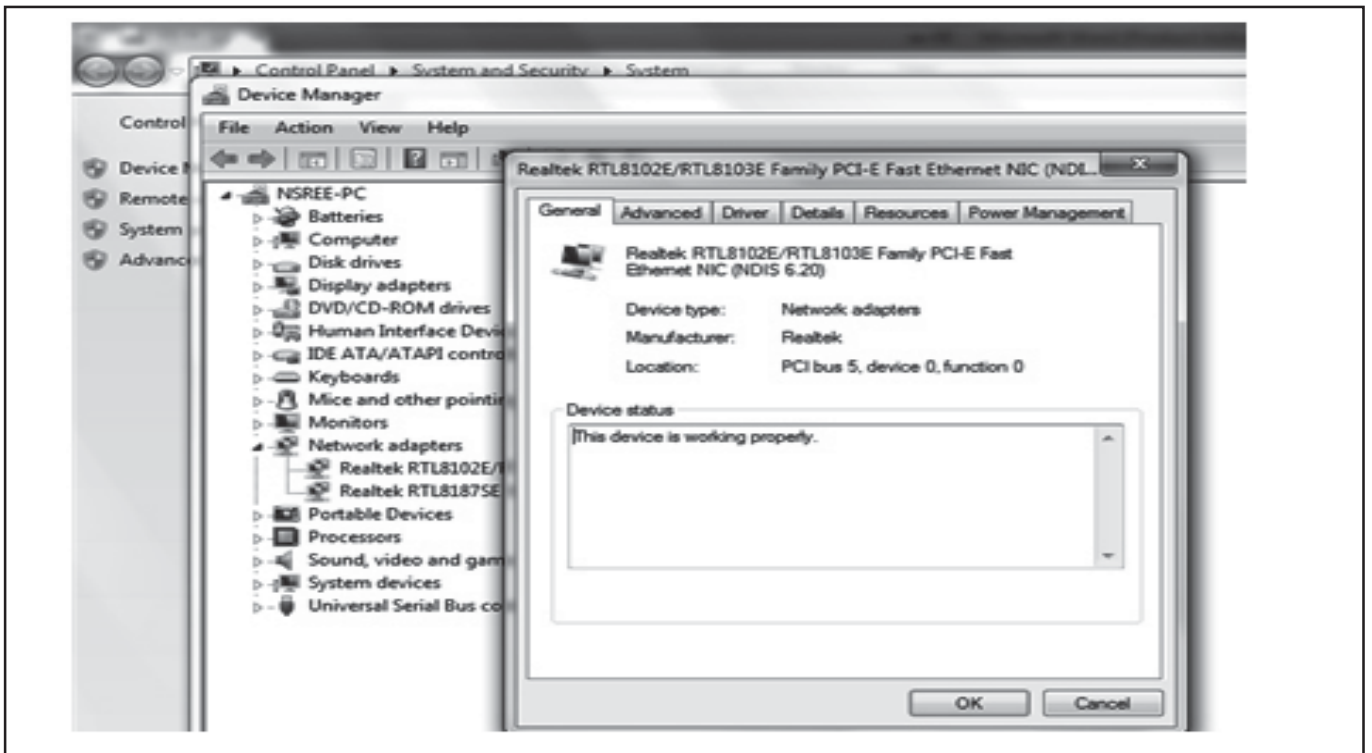 Control Panel ▸ System and Security ▸ System
Device Manager
File Action View Help
Control
Device M
Remote
System
Advance
NSREE-PC
Batteries
Computer
Disk drives
Display adapters
DVD/CD-ROM drives
Human Interface Devi
IDE ATA/ATAPI contro
Keyboards
Mice and other pointin
Monitors
Network adapters
Realtek RTL8102E/
Realtek RTL8187SE
Portable Devices
Processors
Sound, video and gam
System devices
Universal Serial Bus co
Realtek RTL8102E/RTL8103E Family PCI-E Fast Ethernet NIC (NDI...
General Advanced Driver Details Resources Power Management
Realtek RTL8102E/RTL8103E Family PCI-E Fast
Ethernet NIC (NDIS 6.20)
Device type: Network adapters
Manufacturer: Realtek
Location: PCI bus 5, device 0, function 0
Device status
This device is working properly.
OK Cancel